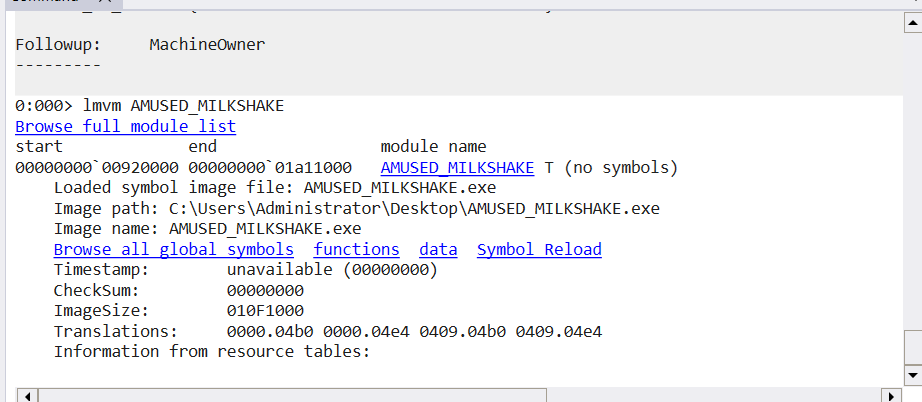 Followup:     MachineOwner
---------
0:000> lmvm AMUSED_MILKSHAKE
Browse full module list
start             end                 module name
00000000`00920000 00000000`01a11000   AMUSED_MILKSHAKE T (no symbols)
    Loaded symbol image file: AMUSED_MILKSHAKE.exe
    Image path: C:\Users\Administrator\Desktop\AMUSED_MILKSHAKE.exe
    Image name: AMUSED_MILKSHAKE.exe
    Browse all global symbols  functions  data  Symbol Reload
    Timestamp:        unavailable (00000000)
    CheckSum:         00000000
    ImageSize:        010F1000
    Translations:     0000.04b0 0000.04e4 0409.04b0 0409.04e4
    Information from resource tables: